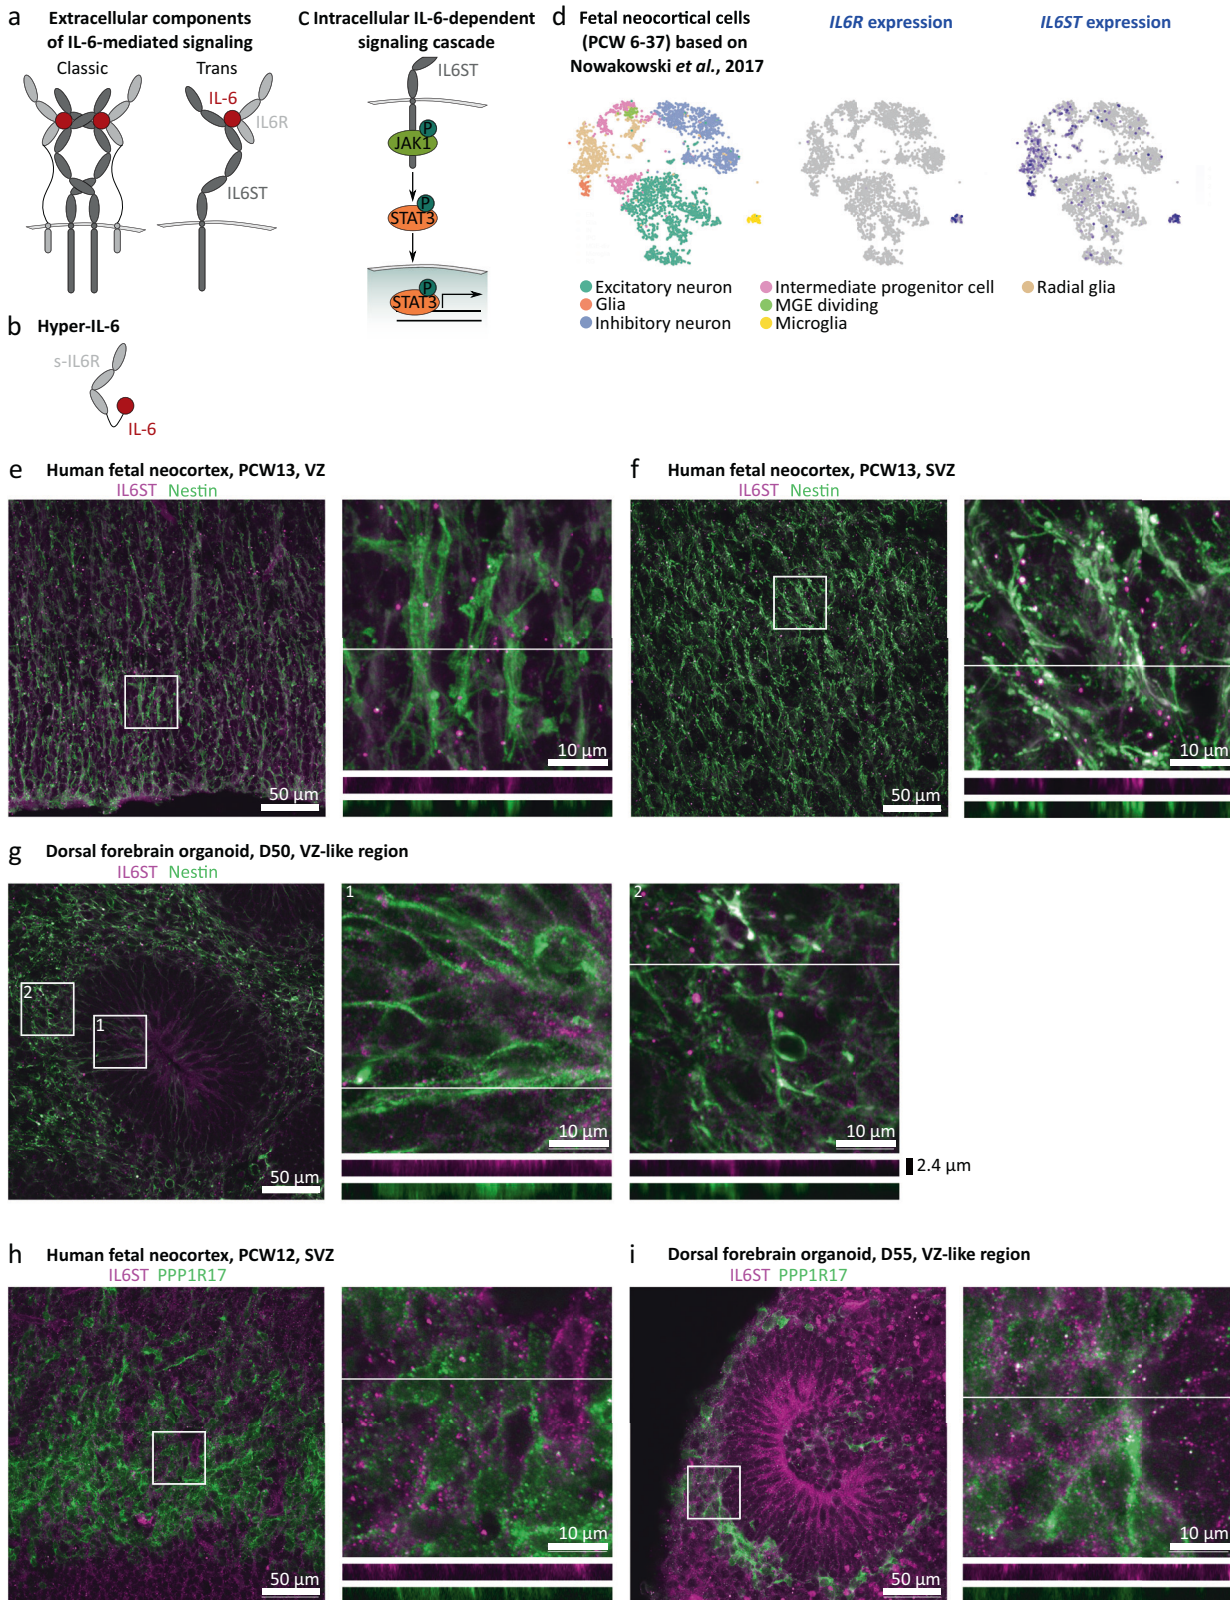 a
Extracellular components
of IL-6-mediated signaling
Classic
Trans
IL-6
IL6R
IL6ST
b
Hyper-IL-6
s-IL6R
IL-6
c
Intracellular IL-6-dependent
signaling cascade
IL6ST
P
JAK1
P
STAT3
P
STAT3
d
Fetal neocortical cells
(PCW 6-37) based on
Nowakowski et al., 2017
IL6R expression
IL6ST expression
Excitatory neuron
Glia
Inhibitory neuron
Intermediate progenitor cell
MGE dividing
Microglia
Radial glia
e
Human fetal neocortex, PCW13, VZ
IL6ST Nestin
50 µm
10 µm
f
Human fetal neocortex, PCW13, SVZ
IL6ST Nestin
50 µm
10 µm
g
Dorsal forebrain organoid, D50, VZ-like region
IL6ST Nestin
2
1
50 µm
1
10 µm
2
10 µm
2.4 µm
h
Human fetal neocortex, PCW12, SVZ
IL6ST PPP1R17
50 µm
10 µm
i
Dorsal forebrain organoid, D55, VZ-like region
IL6ST PPP1R17
50 µm
10 µm